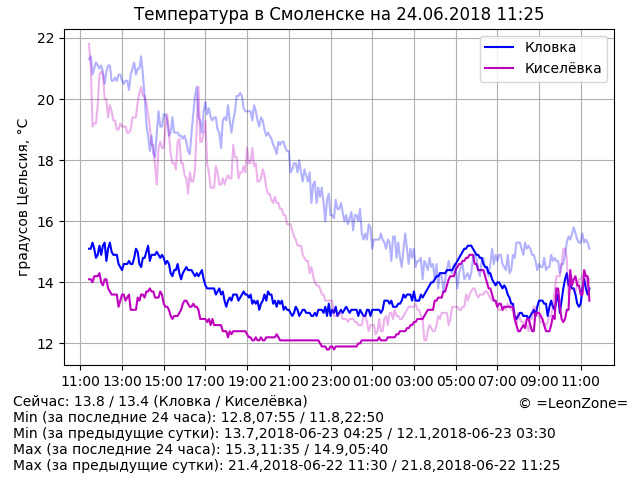 Температура в Смоленске на 24.06.2018 11:25
Кловка
Киселёвка
градусов Цельсия, °C
22
20
18
16
14
12
11:00 13:00 15:00 17:00 19:00 21:00 23:00 01:00 03:00 05:00 07:00 09:00 11:00
Сейчас: 13.8 / 13.4 (Кловка / Киселёвка)
© =LeonZone=
Min (за последние 24 часа): 12.8,07:55 / 11.8,22:50
Min (за предыдущие сутки): 13.7,2018-06-23 04:25 / 12.1,2018-06-23 03:30
Max (за последние 24 часа): 15.3,11:35 / 14.9,05:40
Max (за предыдущие сутки): 21.4,2018-06-22 11:30 / 21.8,2018-06-22 11:25